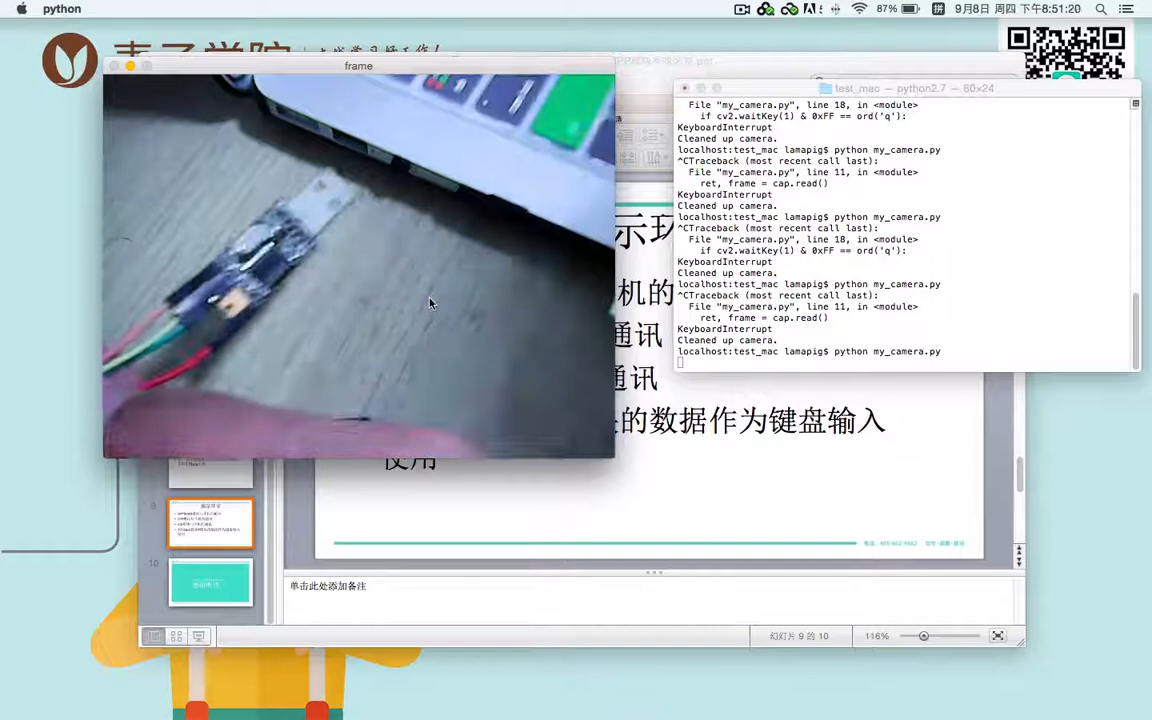 python
87%
9月8日 周四 下午8:51:20
麦子学院
frame
test_mac — python2.7 — 80x24
File "my_camera.py", line 18, in <module>
if cv2.waitKey(1) & 0xFF == ord('q'):
KeyboardInterrupt
Cleaned up camera.
localhost:test_mac lamapig$ python my_camera.py
^CTraceback (most recent call last):
File "my_camera.py", line 11, in <module>
ret, frame = cap.read()
KeyboardInterrupt
Cleaned up camera.
localhost:test_mac lamapig$ python my_camera.py
^CTraceback (most recent call last):
File "my_camera.py", line 18, in <module>
if cv2.waitKey(1) & 0xFF == ord('q'):
KeyboardInterrupt
Cleaned up camera.
localhost:test_mac lamapig$ python my_camera.py
^CTraceback (most recent call last):
File "my_camera.py", line 11, in <module>
ret, frame = cap.read()
KeyboardInterrupt
Cleaned up camera.
localhost:test_mac lamapig$ python my_camera.py
示环
机的
通讯
通讯
的数据作为键盘输入
使用
9
10
单击此处添加备注
幻灯片 9 的 10
116%